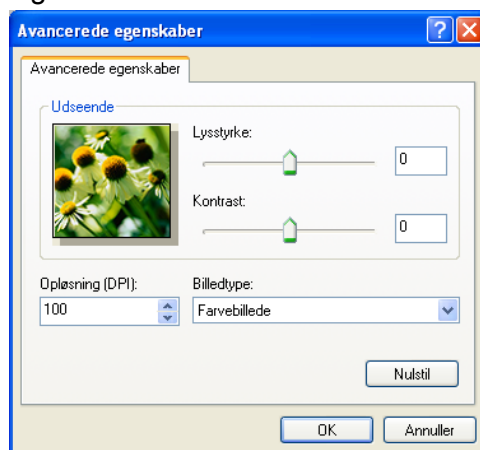 Avancerede egenskaber
Avancerede egenskaber
Udseende
Lysstyrke:
0
Kontrast:
0
Opløsning (DPI):
Billedtype:
100
Farvebillede
Nulstil
OK
Annuller